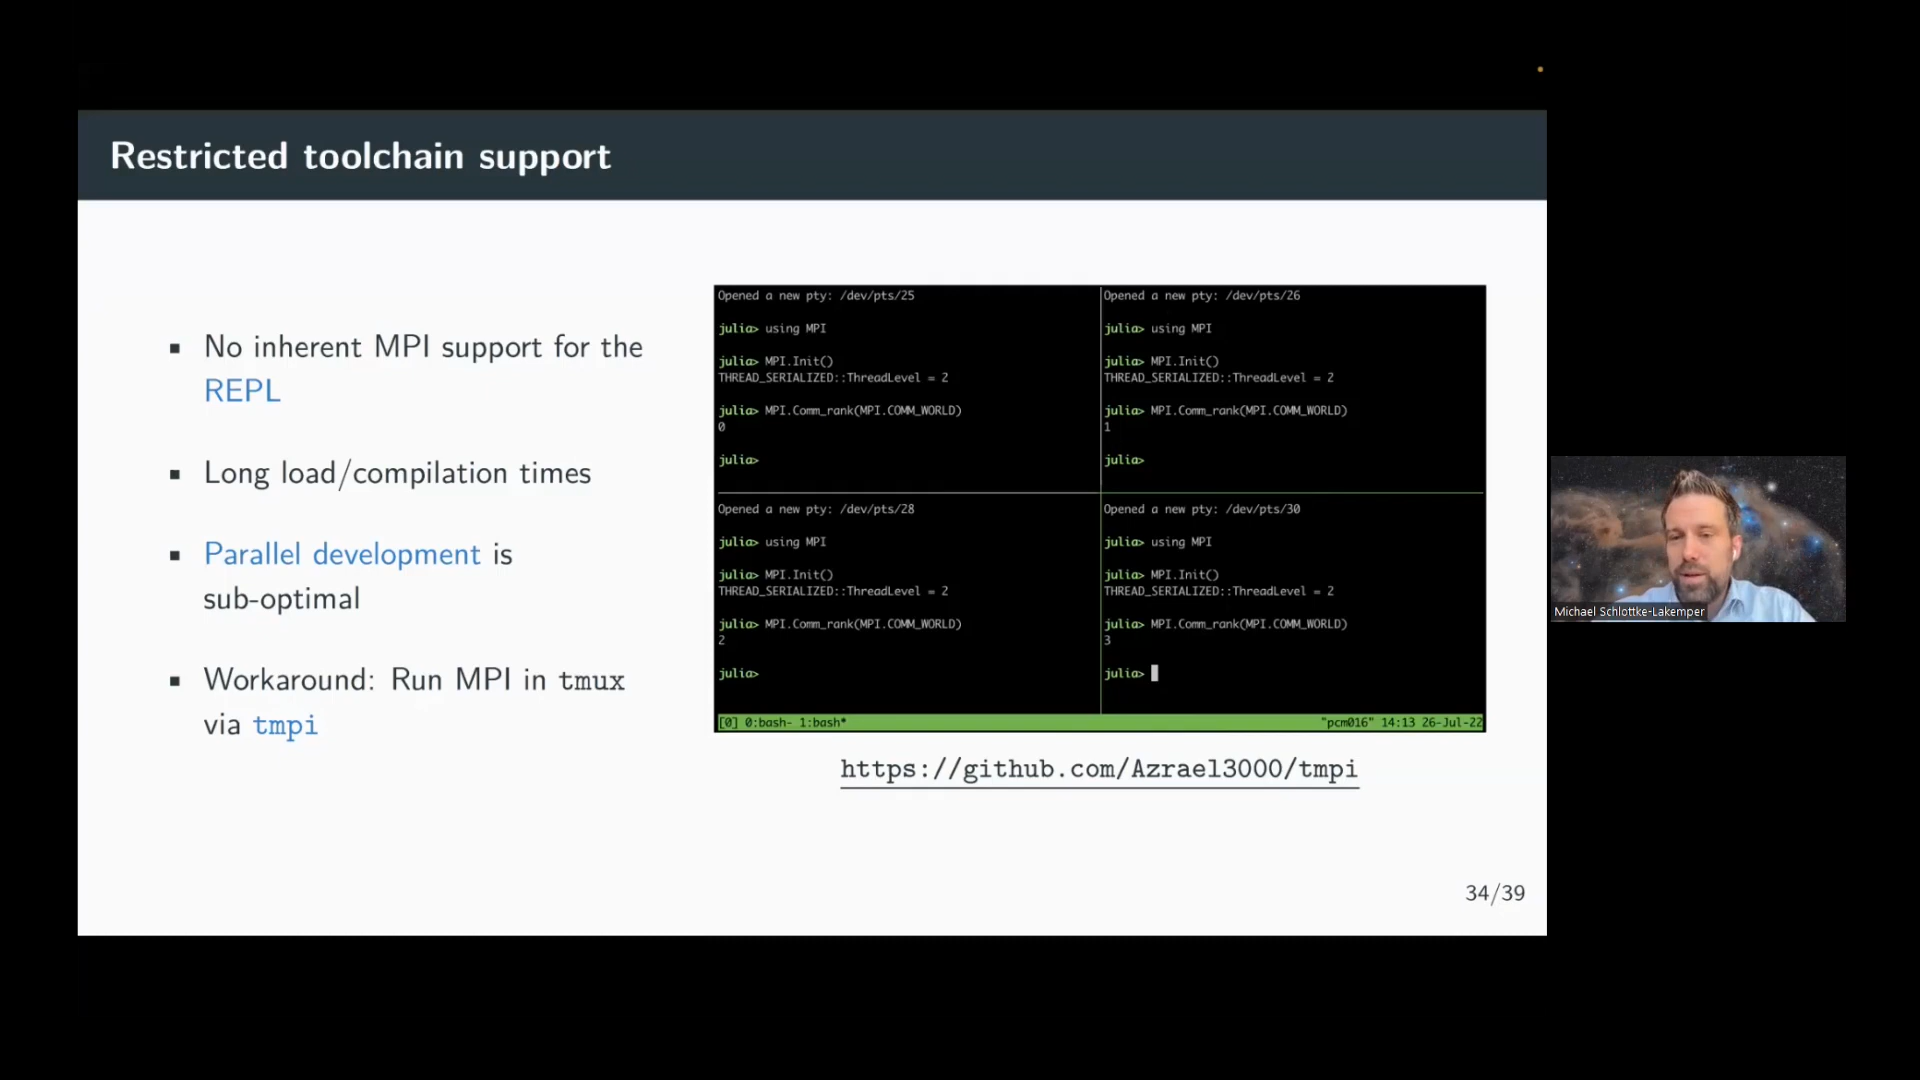 Restricted toolchain support
▪ No inherent MPI support for the
REPL
▪ Long load/compilation times
▪ Parallel development is
sub-optimal
▪ Workaround: Run MPI in tmux
via tmpi
Opened a new pty: /dev/pts/25
julia> using MPI
julia> MPI.Init()
THREAD_SERIALIZED::ThreadLevel = 2
julia> MPI.Comm_rank(MPI.COMM_WORLD)
0
julia>
Opened a new pty: /dev/pts/26
julia> using MPI
julia> MPI.Init()
THREAD_SERIALIZED::ThreadLevel = 2
julia> MPI.Comm_rank(MPI.COMM_WORLD)
1
julia>
Opened a new pty: /dev/pts/28
julia> using MPI
julia> MPI.Init()
THREAD_SERIALIZED::ThreadLevel = 2
julia> MPI.Comm_rank(MPI.COMM_WORLD)
2
julia>
Opened a new pty: /dev/pts/30
julia> using MPI
julia> MPI.Init()
THREAD_SERIALIZED::ThreadLevel = 2
julia> MPI.Comm_rank(MPI.COMM_WORLD)
3
julia>
[0] 0:bash- 1:bash* "pcm016" 14:13 26-Jul-22
https://github.com/Azrael3000/tmpi
34/39
Michael Schlottke-Lakemper